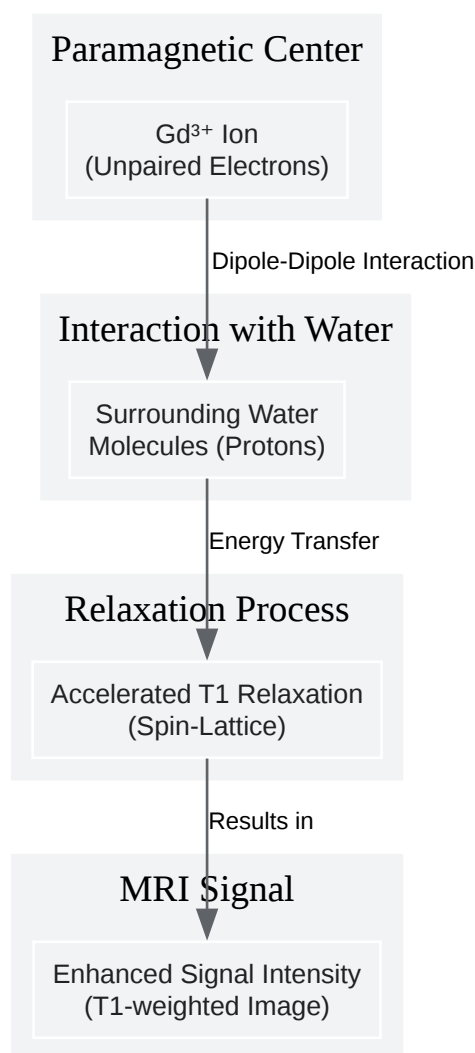 Paramagnetic Center
Gd³⁺ Ion
(Unpaired Electrons)
Dipole-Dipole Interaction
Interaction with Water
Surrounding Water
Molecules (Protons)
Energy Transfer
Relaxation Process
Accelerated T1 Relaxation
(Spin-Lattice)
Results in
MRI Signal
Enhanced Signal Intensity
(T1-weighted Image)